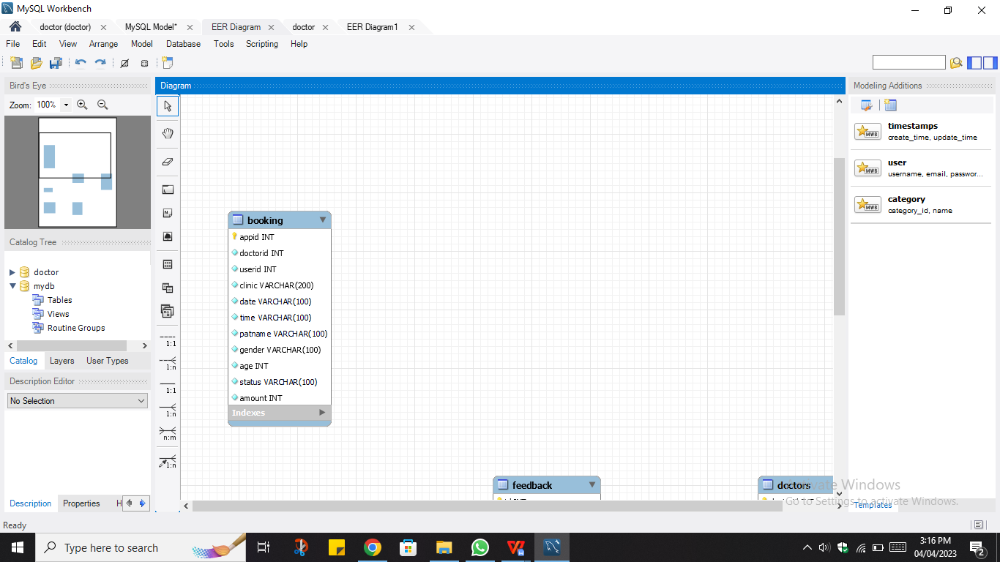 MySQL Workbench
doctor (doctor)
MySQL Model*
EER Diagram
doctor
EER Diagram1
File Edit View Arrange Model Database Tools Scripting Help
Bird's Eye
Zoom: 100%
Catalog Tree
doctor
mydb
Tables
Views
Routine Groups
Catalog Layers User Types
Description Editor
No Selection
Description Properties H
Ready
Diagram
1:1
1:n
1:1
1:n
n:m
1:n
booking
appid INT
doctorid INT
userid INT
clinic VARCHAR(200)
date VARCHAR(100)
time VARCHAR(100)
patname VARCHAR(100)
gender VARCHAR(100)
age INT
status VARCHAR(100)
amount INT
Indexes
feedback
doctors
Modeling Additions
MWB
timestamps
create_time, update_time
MWB
user
username, email, passwor...
MWB
category
category_id, name
Activate Windows
Go to Settings to activate Windows.
Templates
Type here to search
3:16 PM
04/04/2023
2